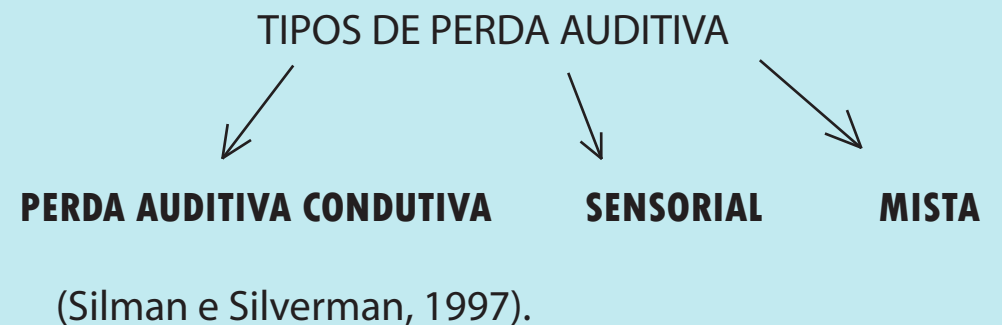 TIPOS DE PERDA AUDITIVA
PERDA AUDITIVA CONDUTIVA SENSORIAL MISTA
(Silman e Silverman, 1997).